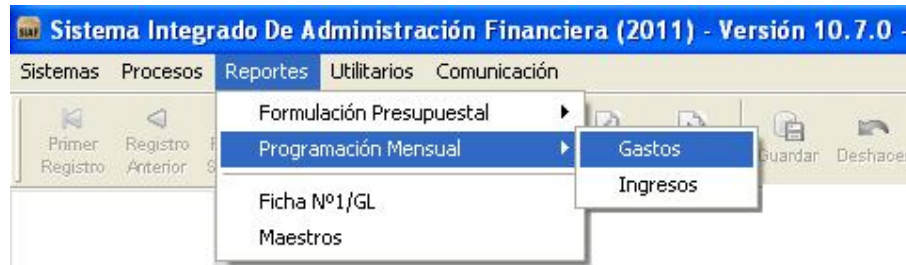 SIAF Sistema Integrado De Administración Financiera (2011) - Versión 10.7.0 -
Sistemas Procesos Reportes Utilitarios Comunicación
Primer Registro
Registro Anterior
Guardar Deshacer
Formulación Presupuestal
Programación Mensual
Ficha Nº1/GL
Maestros
Gastos
Ingresos